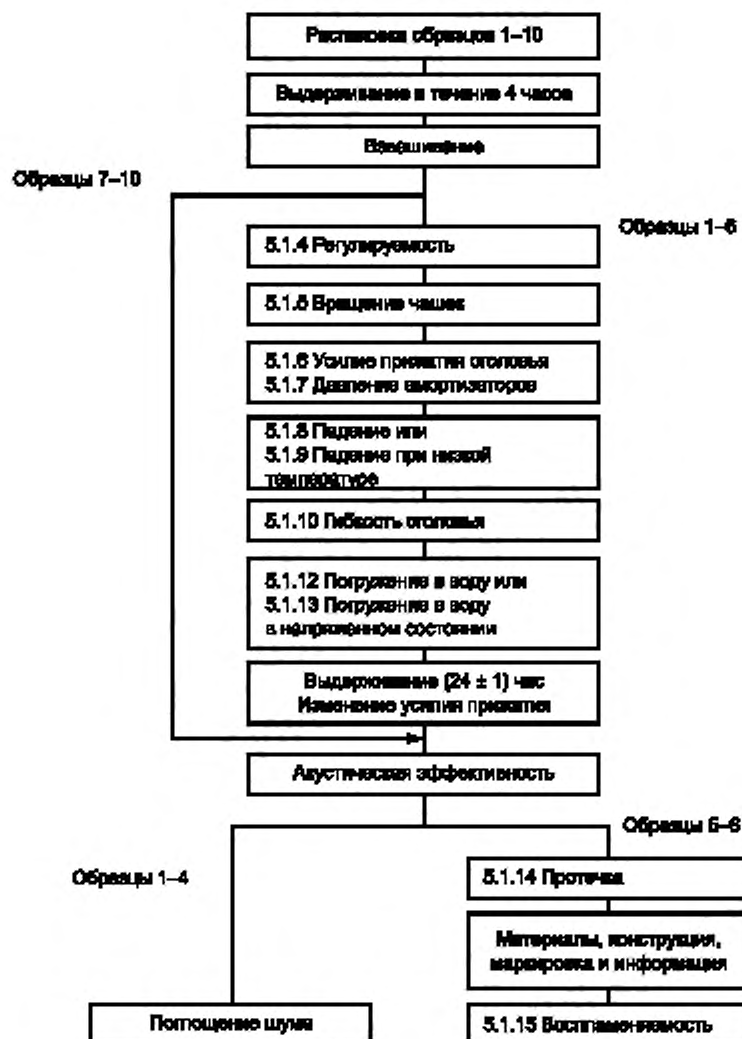 Распаковка образцов 1–10
Выдерживание в течение 4 часов
Взвешивание
Образцы 7–10
Образцы 1–6
5.1.4 Регулируемость
5.1.5 Вращение чашек
5.1.6 Усилие прижатия оголовья
5.1.7 Давление амортизаторов
5.1.8 Падение или
5.1.9 Падение при низкой
температуре
5.1.10 Гибкость оголовья
5.1.12 Погружение в воду или
5.1.13 Погружение в воду
в напряженном состоянии
Выдерживание (24 ± 1) час
Изменение усилия прижатия
Акустическая эффективность
Образцы 5–6
Образцы 1–4
5.1.14 Протечка
Материалы, конструкция,
маркировка и информация
Поглощение шума
5.1.15 Воспламеняемость